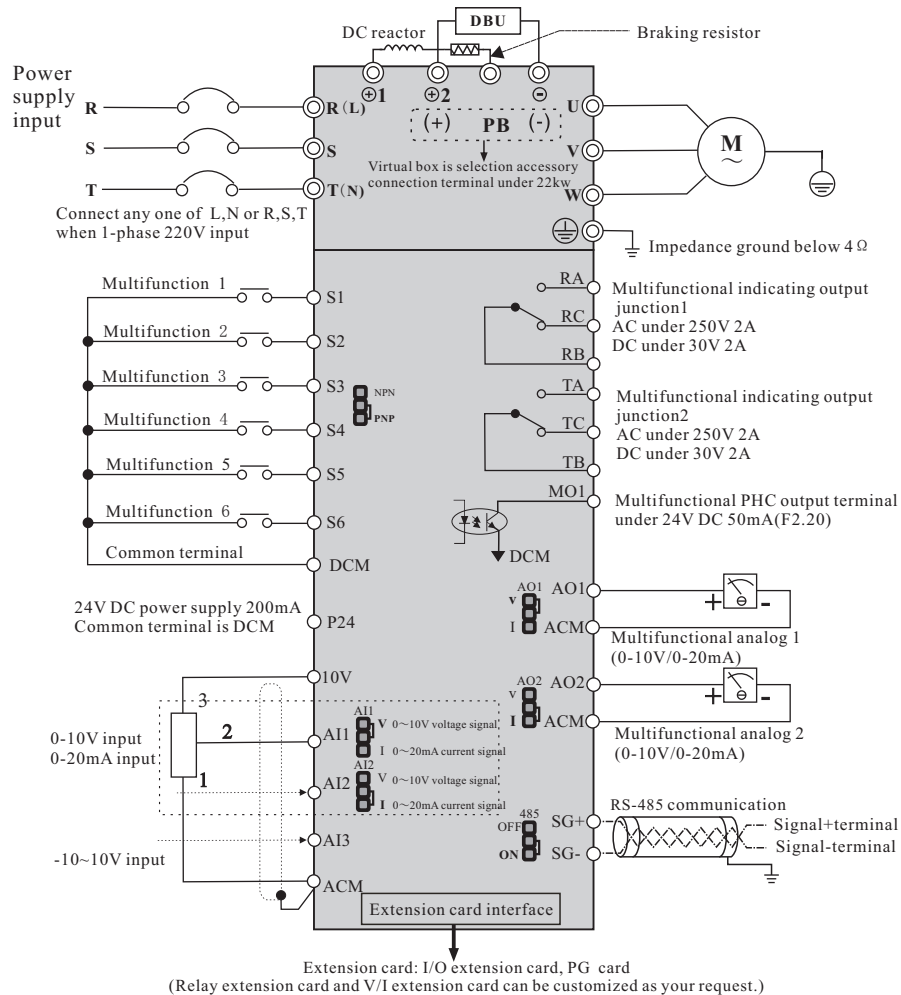 DBU
DC reactor
Braking resistor
Power
supply
input
⊕1
⊕2
⊖
R
R(L)
(+) PB (-)
U
S
S
Virtual box is selection accessory
connection terminal under 22kw
V
M
~
T
T(N)
W
Connect any one of L,N or R,S,T
when 1-phase 220V input
Impedance ground below 4Ω
Multifunction 1
S1
Multifunction 2
S2
Multifunction 3
S3
Multifunction 4
S4
Multifunction 5
S5
Multifunction 6
S6
Common terminal
DCM
NPN
PNP
RA
RC
RB
Multifunctional indicating output
junction1
AC under 250V 2A
DC under 30V 2A
TA
TC
TB
Multifunctional indicating output
junction2
AC under 250V 2A
DC under 30V 2A
MO1
Multifunctional PHC output terminal
under 24V DC 50mA(F2.20)
DCM
24V DC power supply 200mA
Common terminal is DCM
P24
AO1
V
I
AO1
ACM
+ -
Multifunctional analog 1
(0-10V/0-20mA)
AO2
V
I
AO2
ACM
+ -
Multifunctional analog 2
(0-10V/0-20mA)
10V
3
2
1
0-10V input
0-20mA input
AI1
AI1
V 0~10V voltage signal
I 0~20mA current signal
AI2
AI2
V 0~10V voltage signal
I 0~20mA current signal
AI3
-10~10V input
ACM
485
OFF
ON
SG+
SG-
RS-485 communication
Signal+terminal
Signal-terminal
Extension card interface
Extension card: I/O extension card, PG card
(Relay extension card and V/I extension card can be customized as your request.)